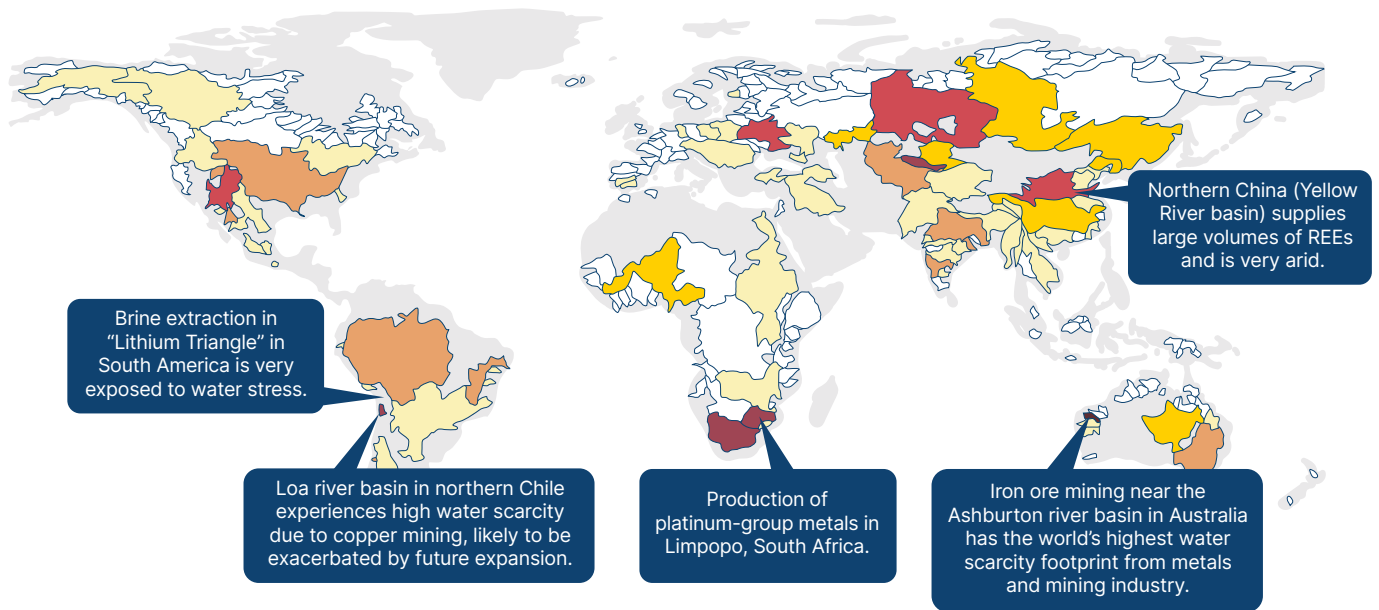 Northern China (Yellow
River basin) supplies
large volumes of REEs
and is very arid.
Brine extraction in
“Lithium Triangle” in
South America is very
exposed to water stress.
Loa river basin in northern Chile
experiences high water scarcity
due to copper mining, likely to be
exacerbated by future expansion.
Production of
platinum-group metals in
Limpopo, South Africa.
Iron ore mining near the
Ashburton river basin in Australia
has the world’s highest water
scarcity footprint from metals
and mining industry.